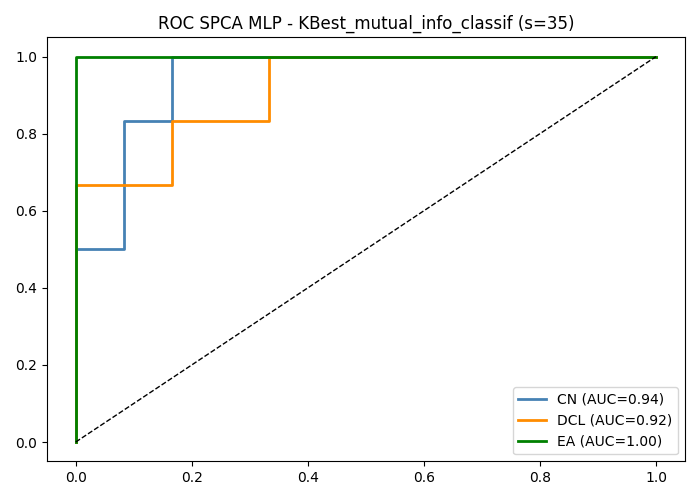 ROC SPCA MLP - KBest_mutual_info_classif (s=35)
1.0
0.8
0.6
0.4
0.2
0.0
0.0 0.2 0.4 0.6 0.8 1.0
CN (AUC=0.94)
DCL (AUC=0.92)
EA (AUC=1.00)